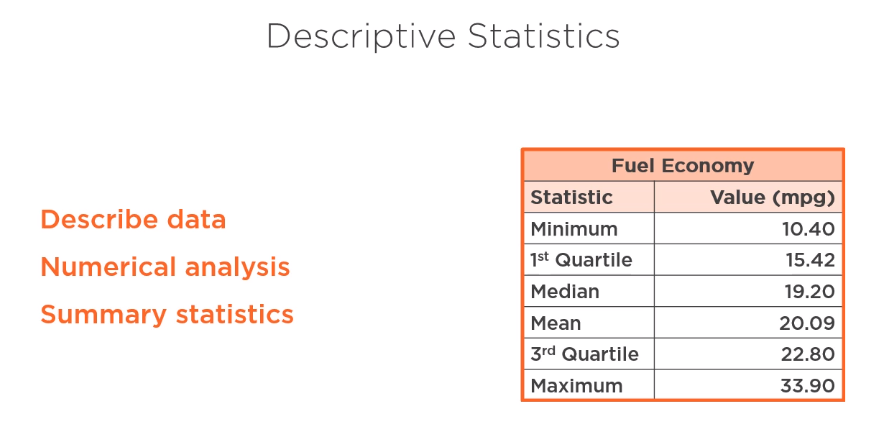 Descriptive Statistics
Describe data
Numerical analysis
Summary statistics
Fuel Economy
Statistic Value (mpg)
Minimum 10.40
1st Quartile 15.42
Median 19.20
Mean 20.09
3rd Quartile 22.80
Maximum 33.90